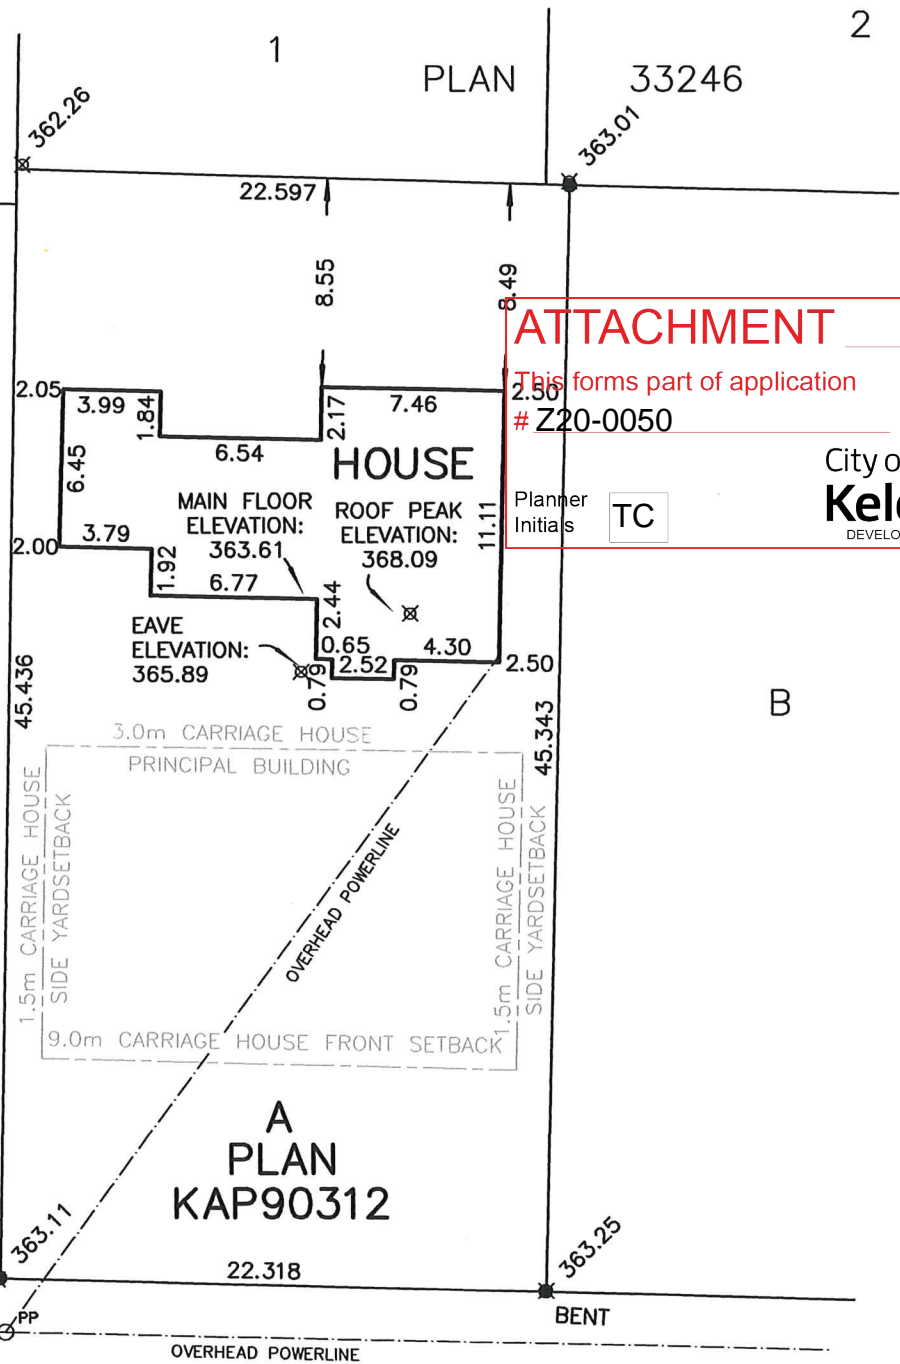 1
2
PLAN
33246
362.26
363.01
22.597
8.55
8.49
ATTACHMENT
This forms part of application
# Z20-0050
City o
Kel
DEVELO
Planner
Initials
TC
2.05
3.99
1.84
6.54
2.17
7.46
2.50
6.45
HOUSE
11.11
MAIN FLOOR
ELEVATION:
363.61
ROOF PEAK
ELEVATION:
368.09
2.00
3.79
1.92
6.77
2.44
0.65
4.30
2.52
0.79
0.79
2.50
EAVE
ELEVATION:
365.89
45.436
45.343
B
3.0m CARRIAGE HOUSE
PRINCIPAL BUILDING
1.5m CARRIAGE HOUSE
SIDE YARDSETBACK
OVERHEAD POWERLINE
1.5m CARRIAGE HOUSE
SIDE YARDSETBACK
9.0m CARRIAGE HOUSE FRONT SETBACK
A
PLAN
KAP90312
363.11
363.25
22.318
PP
BENT
OVERHEAD POWERLINE